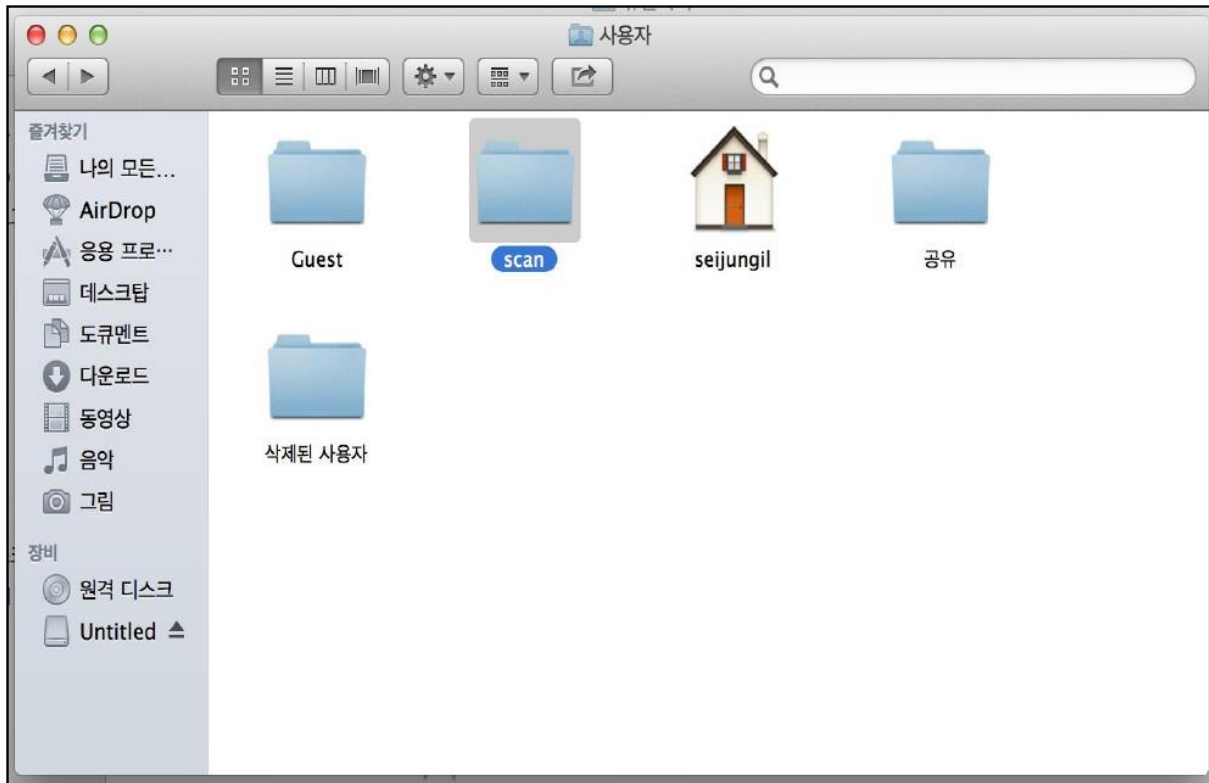 사용자
즐겨찾기
나의 모든...
AirDrop
응용 프로...
데스크탑
도큐멘트
다운로드
동영상
음악
그림
장비
원격 디스크
Untitled
Guest
scan
seijungil
공유
삭제된 사용자